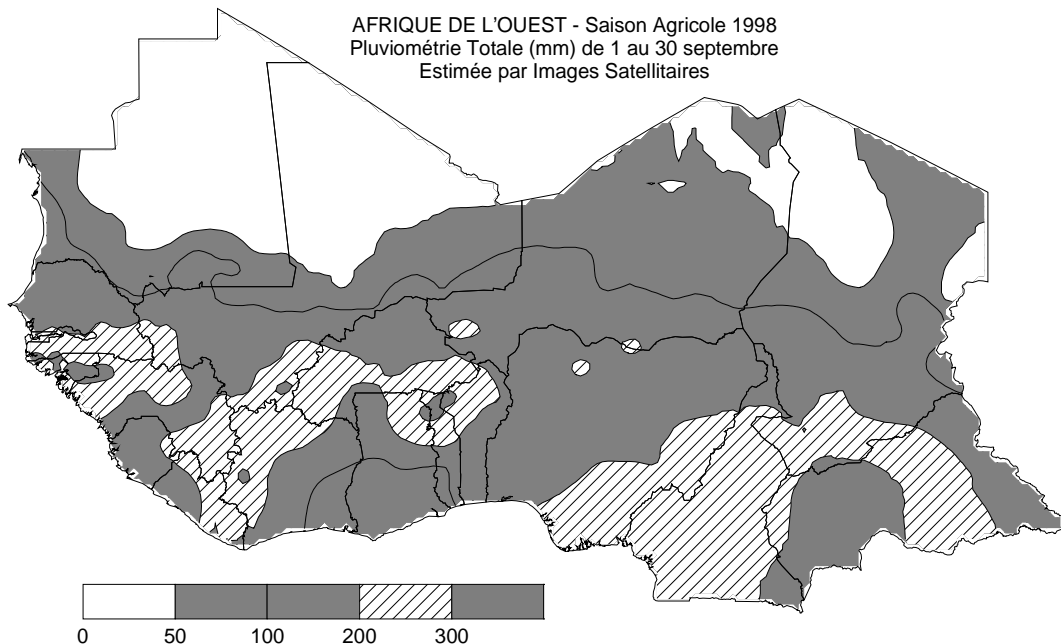 AFRIQUE DE L'OUEST - Saison Agricole 1998
Pluviométrie Totale (mm) de 1 au 30 septembre
Estimée par Images Satellitaires
0 50 100 200 300